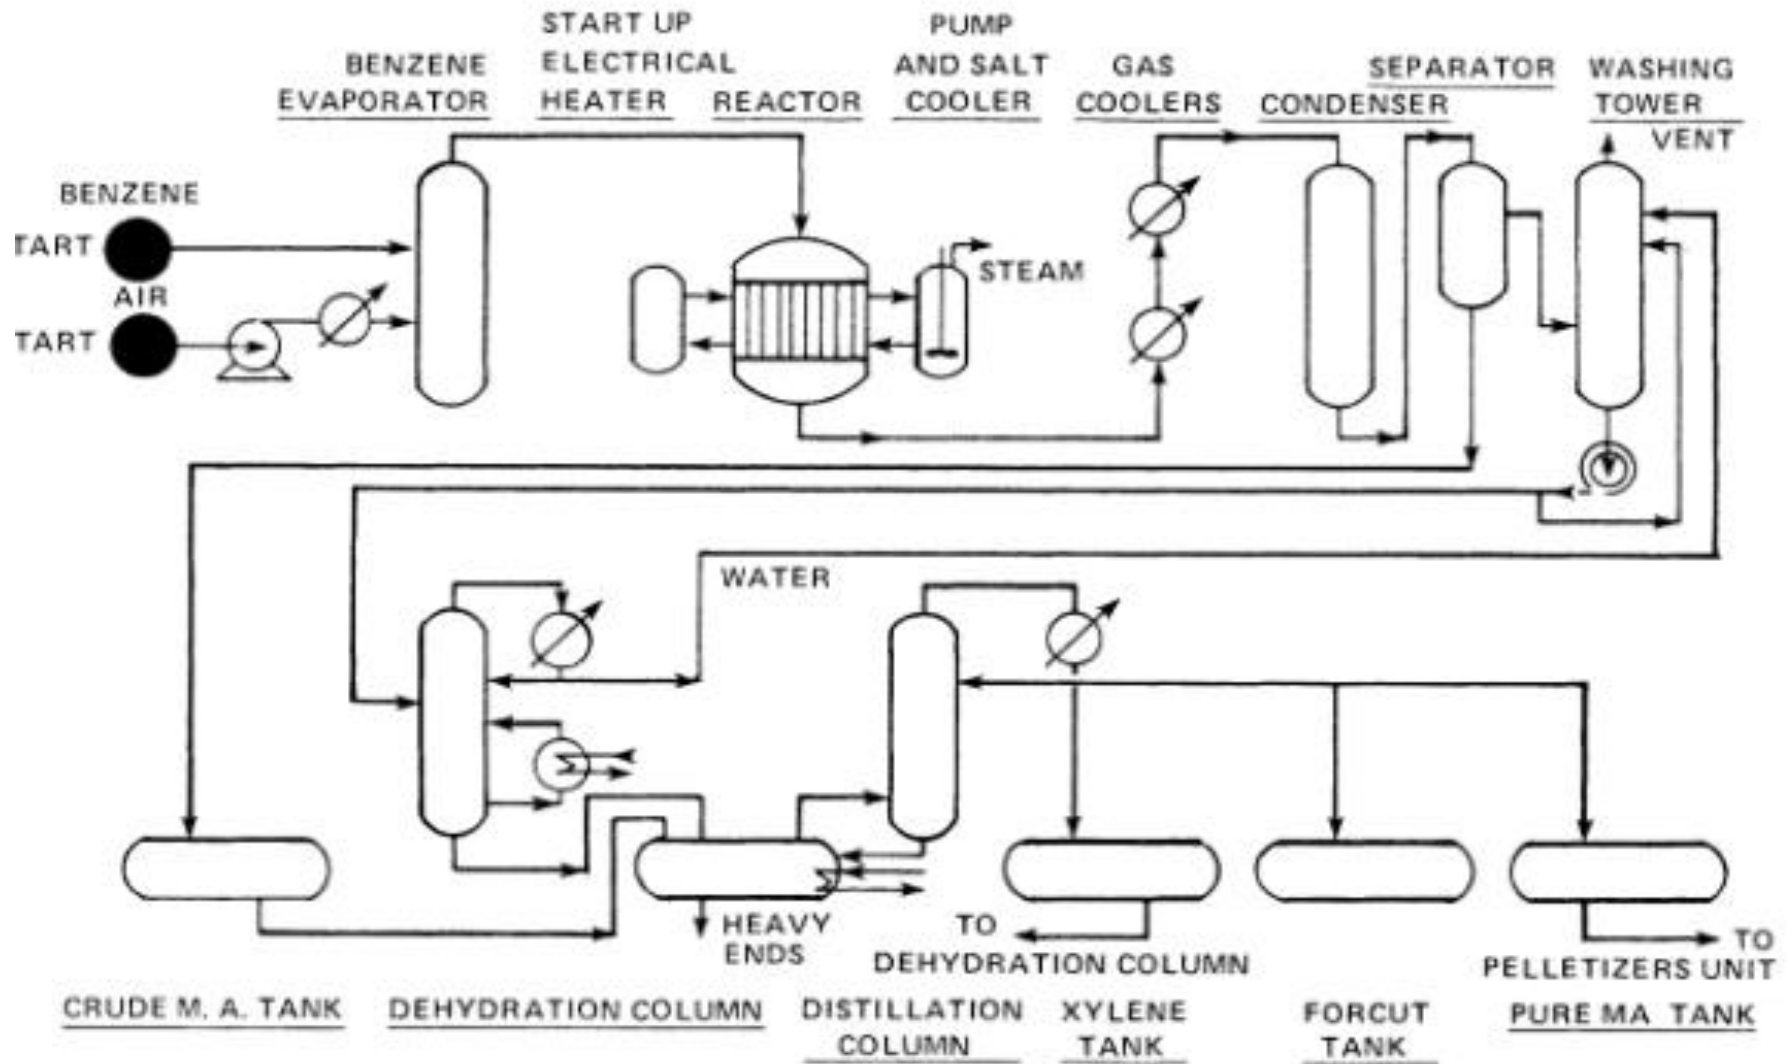 START UP
ELECTRICAL
HEATER
PUMP
AND SALT
COOLER
BENZENE
EVAPORATOR
REACTOR
GAS
COOLERS
CONDENSER
SEPARATOR
WASHING
TOWER
VENT
BENZENE
TART
AIR
TART
STEAM
WATER
HEAVY
ENDS
TO
DEHYDRATION COLUMN
TO
PELLETIZERS UNIT
CRUDE M. A. TANK
DEHYDRATION COLUMN
DISTILLATION
COLUMN
XYLENE
TANK
FORCUT
TANK
PURE MA TANK